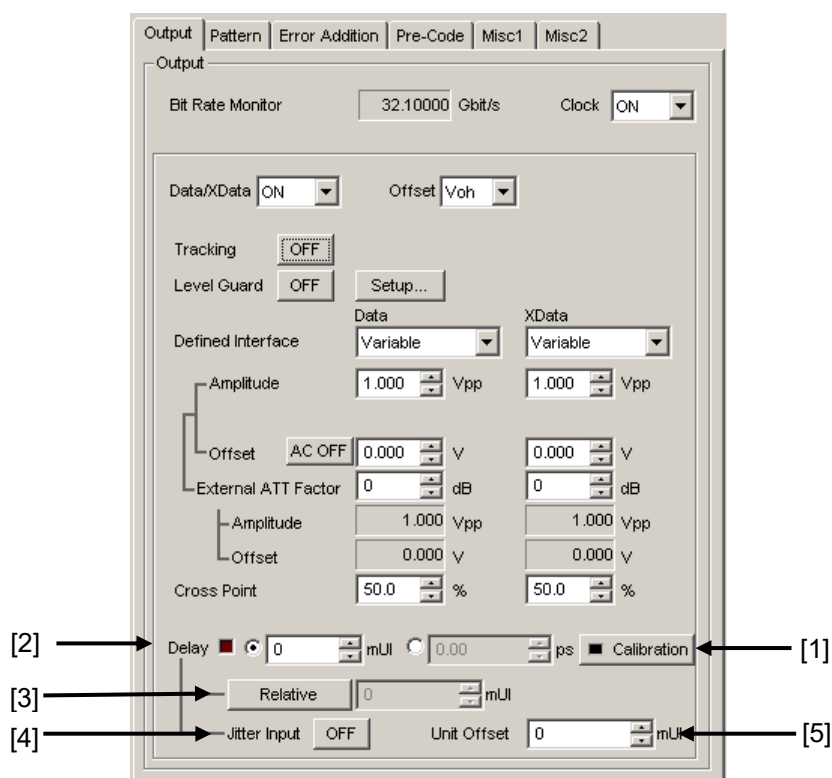 Output Pattern Error Addition Pre-Code Misc1 Misc2
Output
Bit Rate Monitor 32.10000 Gbit/s Clock ON
Data/XData ON Offset Voh
Tracking OFF
Level Guard OFF Setup...
Data XData
Defined Interface Variable Variable
Amplitude 1.000 Vpp 1.000 Vpp
Offset AC OFF 0.000 V 0.000 V
External ATT Factor 0 dB 0 dB
Amplitude 1.000 Vpp 1.000 Vpp
Offset 0.000 V 0.000 V
Cross Point 50.0 % 50.0 %
[2] Delay 0 mUI 0.00 ps Calibration [1]
[3] Relative 0 mUI
[4] Jitter Input OFF Unit Offset 0 mUI [5]